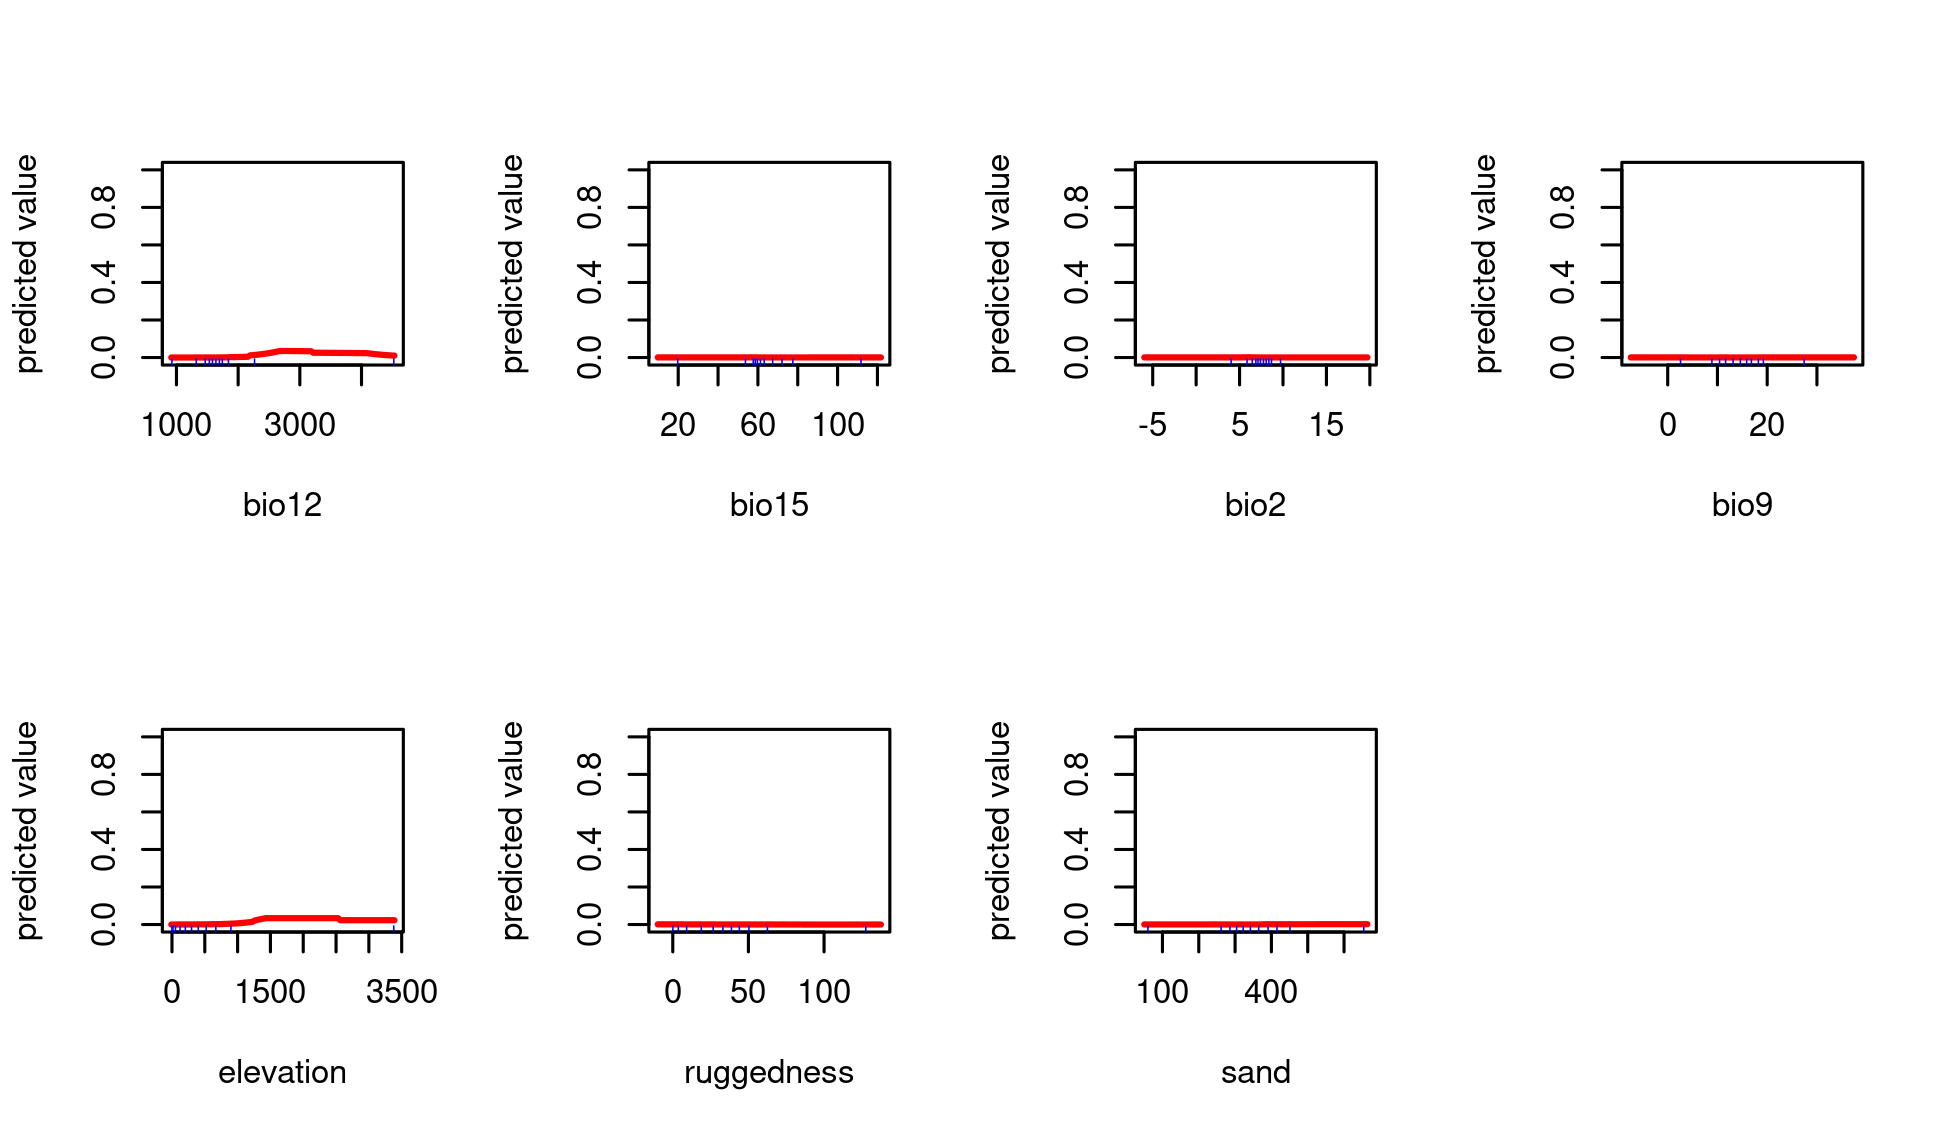 predicted value
0.0 0.4 0.8
1000 3000
bio12
predicted value
0.0 0.4 0.8
20 60 100
bio15
predicted value
0.0 0.4 0.8
-5 5 15
bio2
predicted value
0.0 0.4 0.8
0 20
bio9
predicted value
0.0 0.4 0.8
0 1500 3500
elevation
predicted value
0.0 0.4 0.8
0 50 100
ruggedness
predicted value
0.0 0.4 0.8
100 400
sand